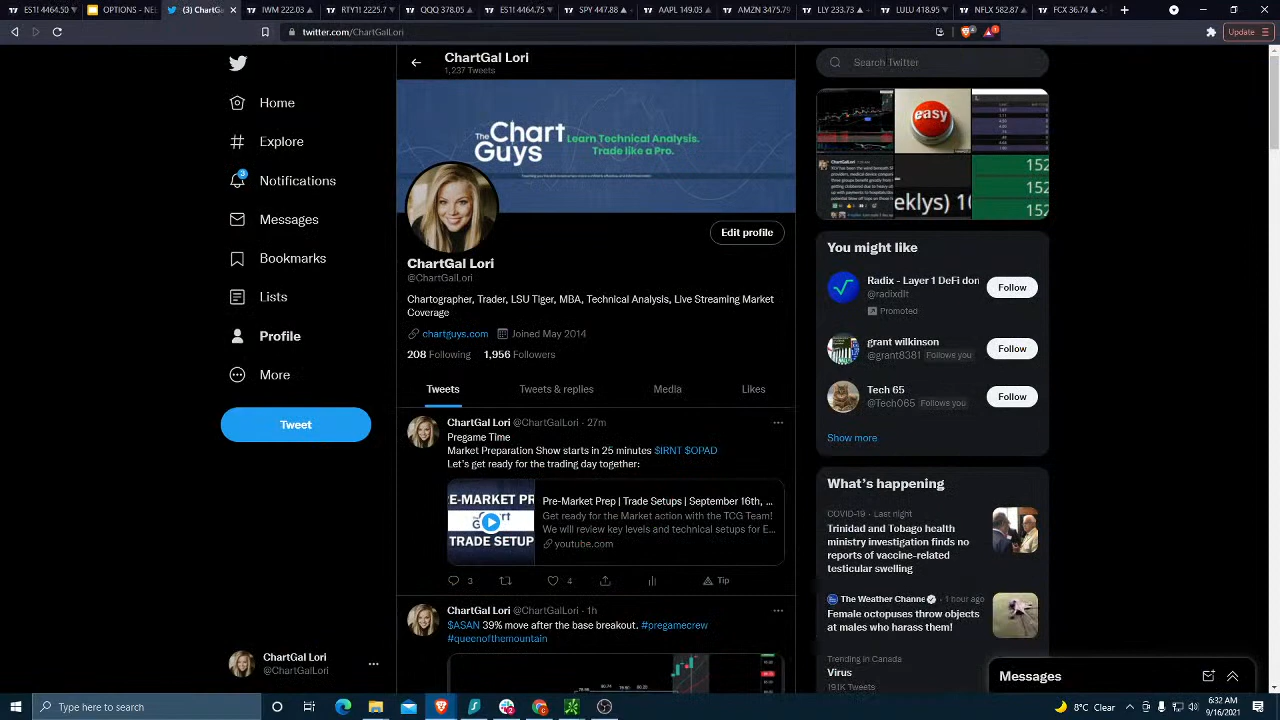 ES1! 4464.50
OPTIONS - NE
(3) ChartG
IWM 222.03
RTY1! 2225.7
QQQ 378.05
ES1! 4464.75
SPY 447.88
AAPL 149.03
AMZN 3475.79
LLY 233.73
LULU 418.95
NFLX 582.87
FCX 36.74
twitter.com/ChartGalLori
Update
ChartGal Lori
1,237 Tweets
Search Twitter
Home
Explore
Notifications
Messages
Bookmarks
Lists
Profile
More
Tweet
The Chart Guys
Learn Technical Analysis.
Trade like a Pro.
Edit profile
ChartGal Lori
@ChartGalLori
Chartographer, Trader, LSU TIger, MBA, Technical Analysis, Live Streaming Market
Coverage
chartguys.com Joined May 2014
208 Following 1,956 Followers
Tweets Tweets & replies Media Likes
ChartGal Lori @ChartGalLori · 27m
Pregame Time
Market Preparation Show starts in 25 minutes $IRNT $OPAD
Let's get ready for the trading day together:
E-MARKET PR
TRADE SETUP
Pre-Market Prep | Trade Setups | September 16th, ...
Get ready for the Market action with the TCG Team!
We will review key levels and technical setups for E...
youtube.com
3 4 Tip
ChartGal Lori @ChartGalLori · 1h
$ASAN 39% move after the base breakout. #pregamecrew
#queenofthemountain
easy
eklys) 10
152
152
152
You might like
Radix - Layer 1 DeFi don
@radixdlt
Promoted
Follow
grant wilkinson
@grant8381 Follows you
Follow
Tech 65
@Tech065 Follows you
Follow
Show more
What's happening
COVID-19 · Last night
Trinidad and Tobago health
ministry investigation finds no
reports of vaccine-related
testicular swelling
The Weather Channe · 1 hour ago
Female octopuses throw objects
at males who harass them!
Trending in Canada
Virus
19.1K Tweets
Messages
ChartGal Lori
@ChartGalLori
Type here to search
8°C Clear
6:32 AM
9/16/2021